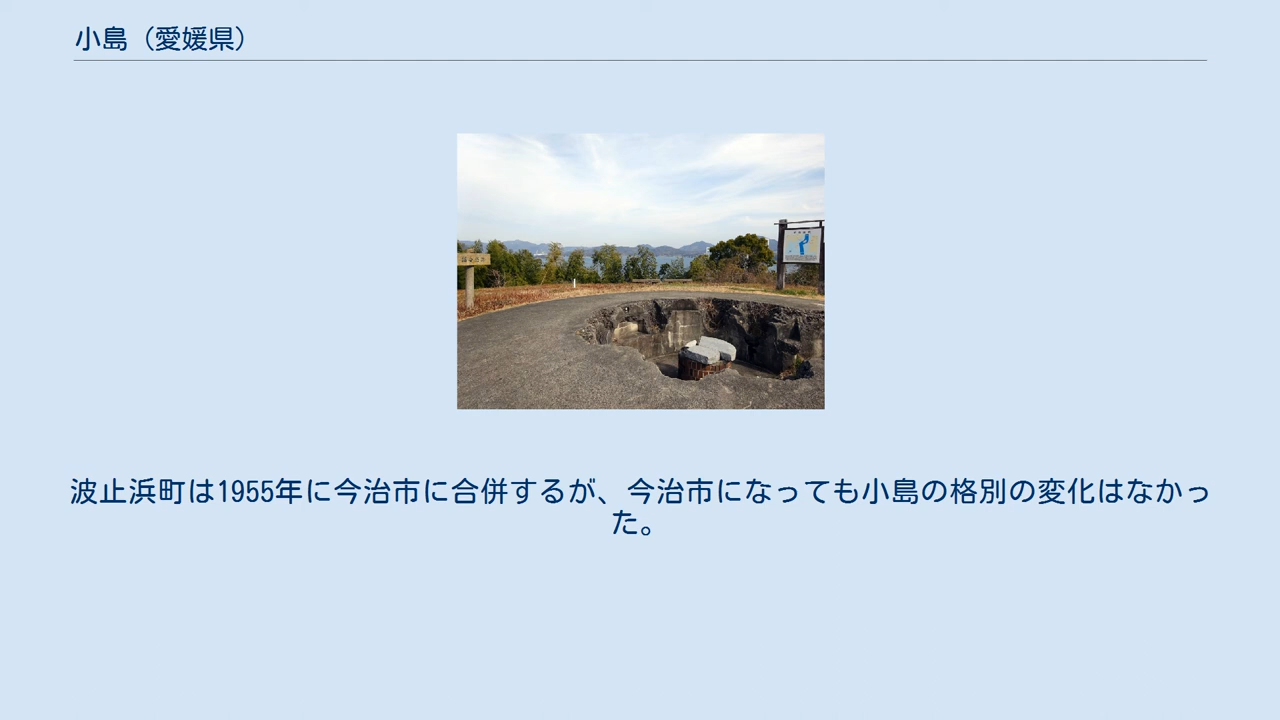 小島（愛媛県）
波止浜町は1955年に今治市に合併するが、今治市になっても小島の格別の変化はなかっ
た。